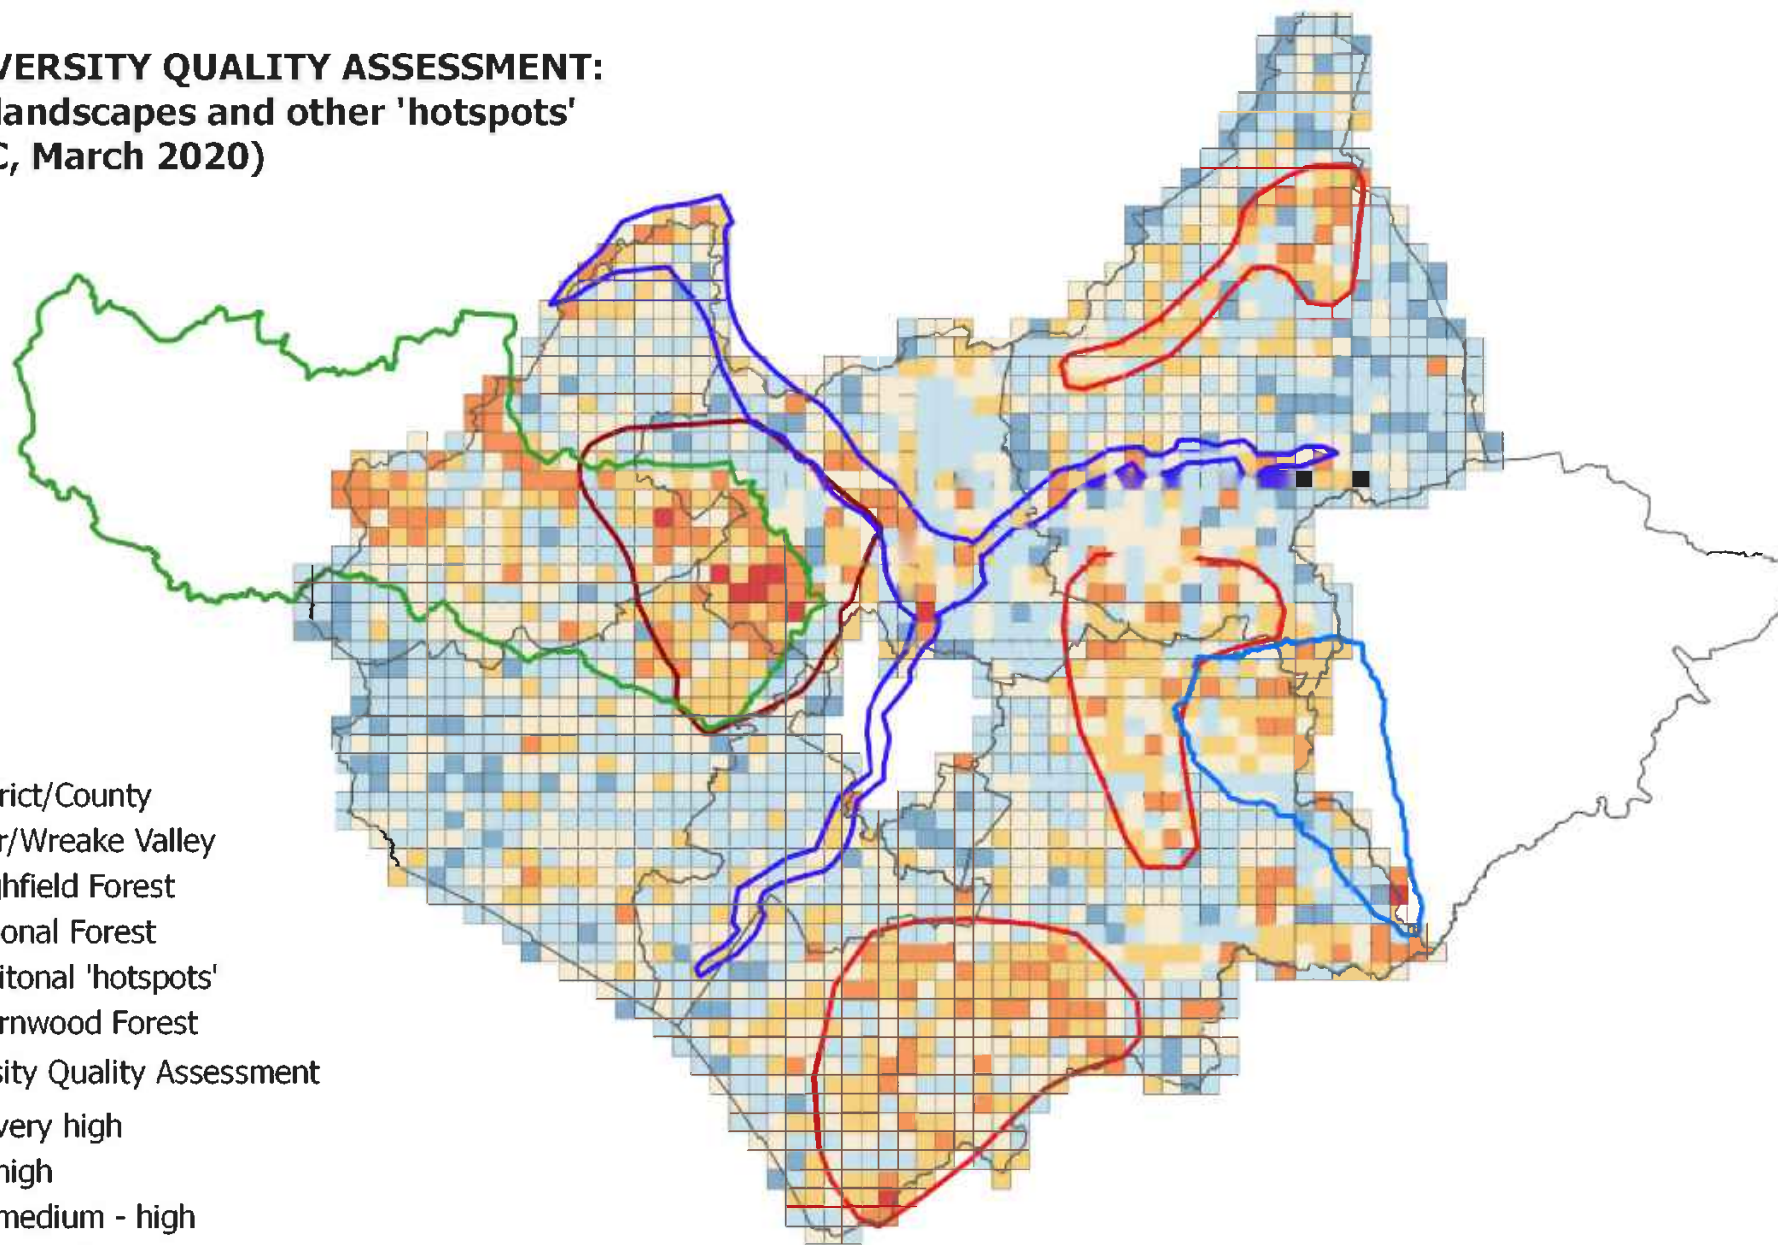 VERSITY QUALITY ASSESSMENT:
landscapes and other 'hotspots'
C, March 2020)
rict/County
r/Wreake Valley
ghfield Forest
onal Forest
itonal 'hotspots'
rnwood Forest
sity Quality Assessment
very high
high
medium - high